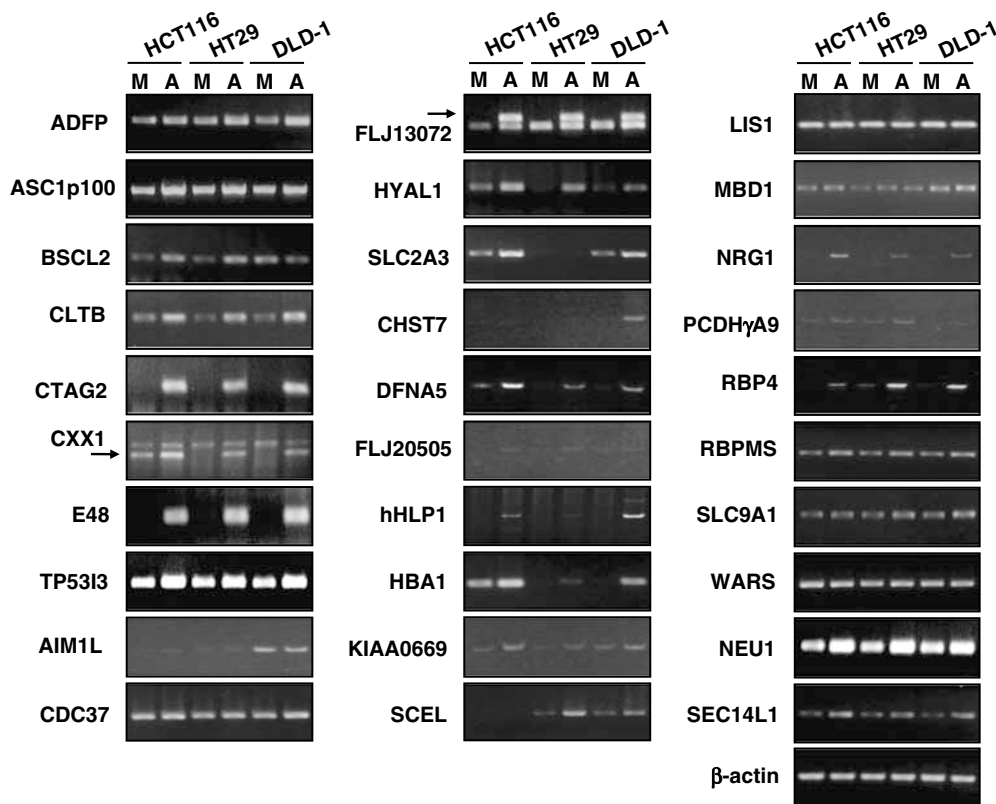 HCT116 HT29 DLD-1
M A M A M A
ADFP
ASC1p100
BSCL2
CLTB
CTAG2
CXX1
E48
TP53I3
AIM1L
CDC37
HCT116 HT29 DLD-1
M A M A M A
FLJ13072
HYAL1
SLC2A3
CHST7
DFNA5
FLJ20505
hHLP1
HBA1
KIAA0669
SCEL
HCT116 HT29 DLD-1
M A M A M A
LIS1
MBD1
NRG1
PCDHγA9
RBP4
RBPMS
SLC9A1
WARS
NEU1
SEC14L1
β-actin